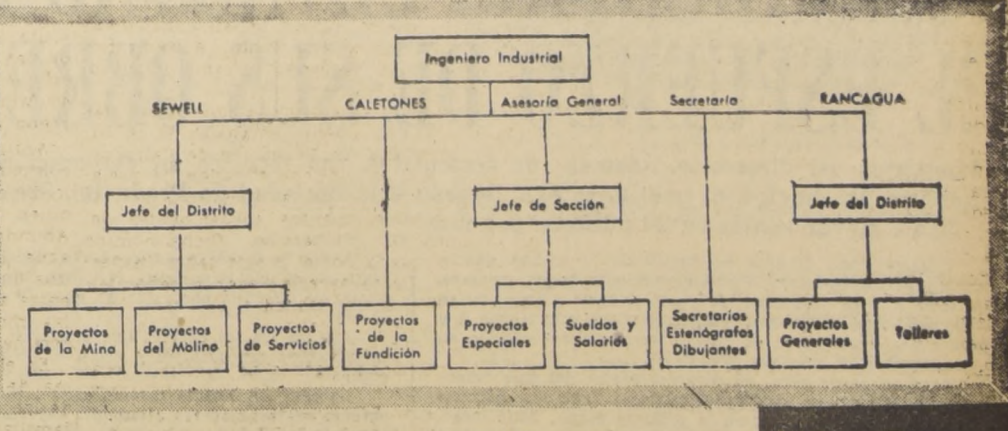 Ingeniero Industrial
SEWELL
CALETONES
Asesoría General
Secretaría
RANCAGUA
Jefe del Distrito
Jefe de Sección
Jefe del Distrito
Proyectos
de la Mina
Proyectos
del Molino
Proyectos
de Servicios
Proyectos
de la
Fundición
Proyectos
Especiales
Sueldos y
Salarios
Secretarios
Estenógrafos
Dibujantes
Proyectos
Generales
Talleres